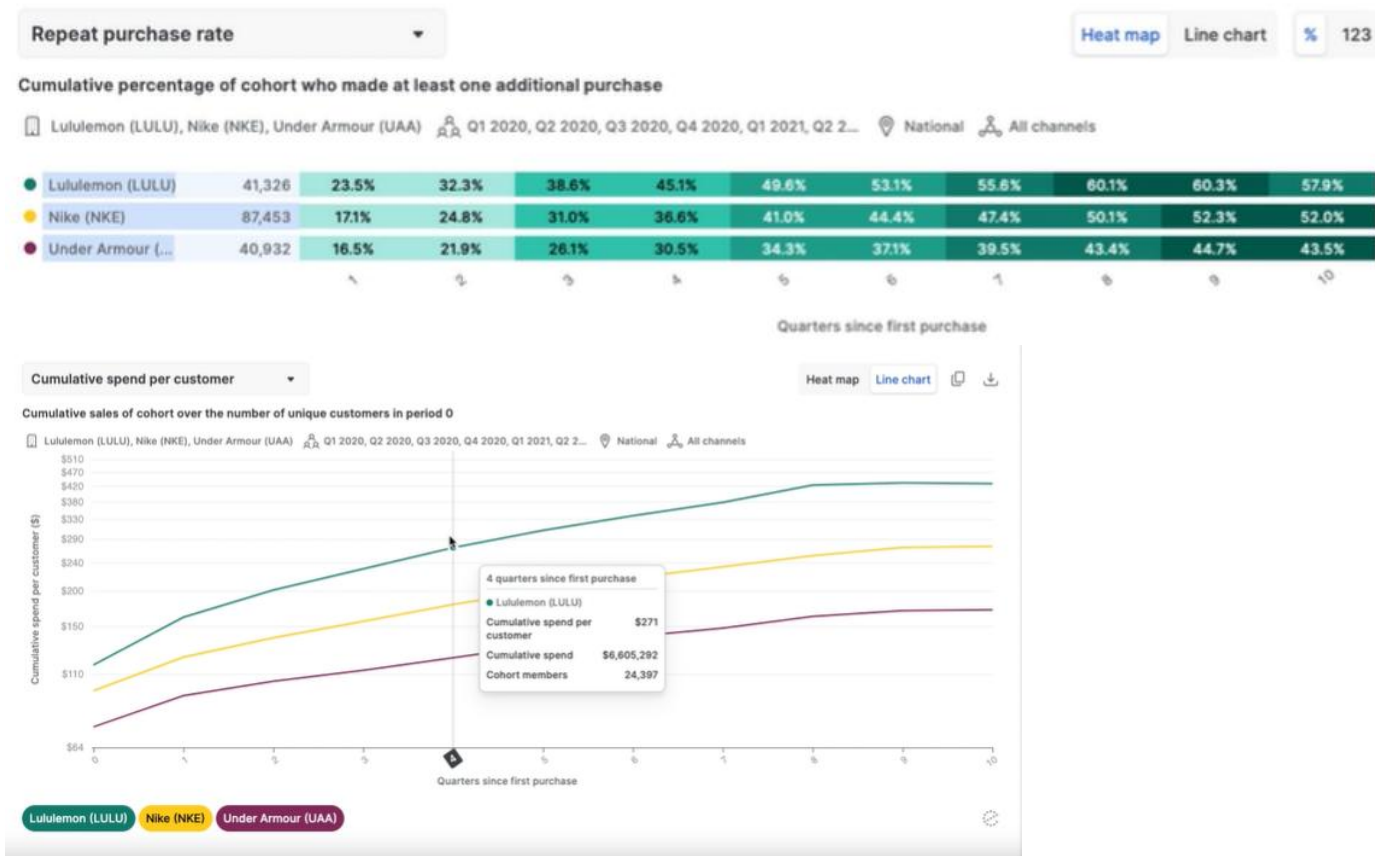 Repeat purchase rate
Heat map Line chart % 123
Cumulative percentage of cohort who made at least one additional purchase
Lululemon (LULU), Nike (NKE), Under Armour (UAA) Q1 2020, Q2 2020, Q3 2020, Q4 2020, Q1 2021, Q2 2... National All channels
Lululemon (LULU) 41,326 23.5% 32.3% 38.6% 45.1% 49.6% 53.1% 55.6% 60.1% 60.3% 57.9%
Nike (NKE) 87,453 17.1% 24.8% 31.0% 36.6% 41.0% 44.4% 47.4% 50.1% 52.3% 52.0%
Under Armour (... 40,932 16.5% 21.9% 26.1% 30.5% 34.3% 37.1% 39.5% 43.4% 44.7% 43.5%
1 2 3 4 5 6 7 8 9 10
Quarters since first purchase
Cumulative spend per customer
Heat map Line chart
Cumulative sales of cohort over the number of unique customers in period 0
Lululemon (LULU), Nike (NKE), Under Armour (UAA) Q1 2020, Q2 2020, Q3 2020, Q4 2020, Q1 2021, Q2 2... National All channels
Cumulative spend per customer ($)
$510
$470
$420
$380
$330
$290
$240
$200
$150
$110
$64
4 quarters since first purchase
Lululemon (LULU)
Cumulative spend per $271
customer
Cumulative spend $6,605,292
Cohort members 24,397
0 1 2 3 4 5 6 7 8 9 10
Quarters since first purchase
Lululemon (LULU) Nike (NKE) Under Armour (UAA)